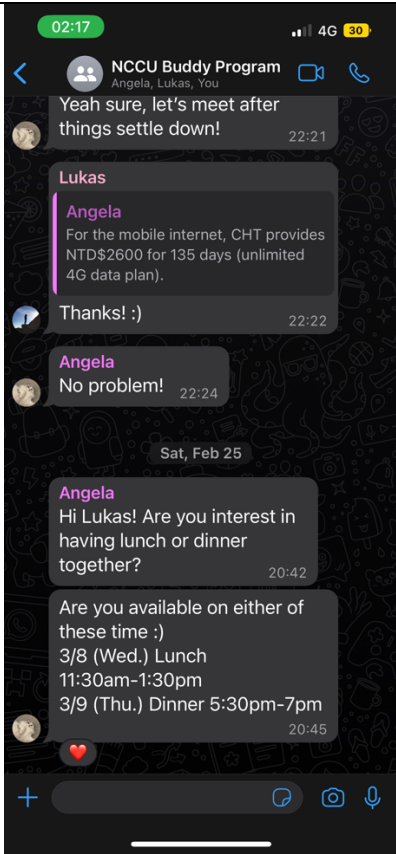 02:17
4G 30
NCCU Buddy Program
Angela, Lukas, You
Yeah sure, let's meet after
things settle down!
22:21
Lukas
Angela
For the mobile internet, CHT provides
NTD$2600 for 135 days (unlimited
4G data plan).
Thanks! :)
22:22
Angela
No problem!
22:24
Sat, Feb 25
Angela
Hi Lukas! Are you interest in
having lunch or dinner
together?
20:42
Are you available on either of
these time :)
3/8 (Wed.) Lunch
11:30am-1:30pm
3/9 (Thu.) Dinner 5:30pm-7pm
20:45